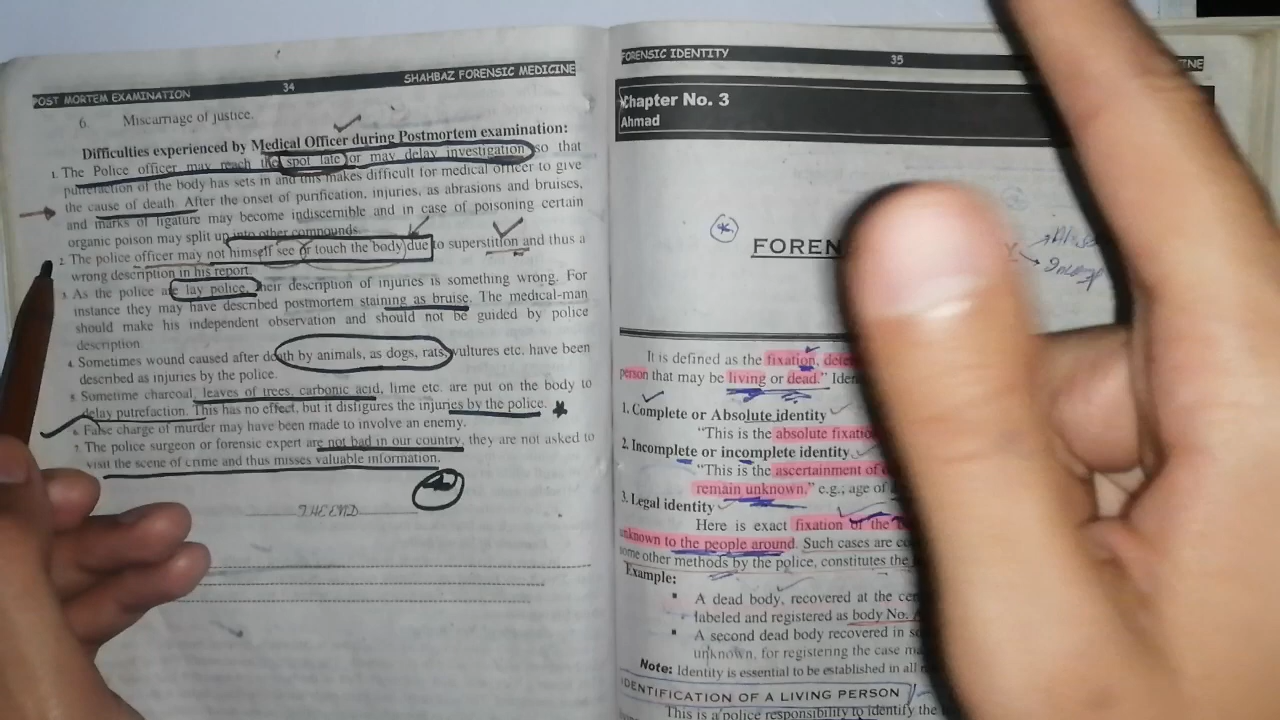 POST MORTEM EXAMINATION 34 SHAHBAZ FORENSIC MEDICINE
6. Miscarriage of justice.
Difficulties experienced by Medical Officer during Postmortem examination:
1. The Police officer may reach the spot late or may delay investigation so that
putrefaction of the body has sets in and this makes difficult for medical officer to give
the cause of death. After the onset of purification, injuries, as abrasions and bruises,
and marks of ligature may become indiscernible and in case of poisoning certain
organic poison may split up into other compounds.
2. The police officer may not himself see or touch the body due to superstition and thus a
wrong description in his report.
3. As the police are lay police, their description of injuries is something wrong. For
instance they may have described postmortem staining as bruise. The medical-man
should make his independent observation and should not be guided by police
description
4. Sometimes wound caused after death by animals, as dogs, rats, vultures etc. have been
described as injuries by the police.
5. Sometime charcoal, leaves of trees, carbonic acid, lime etc. are put on the body to
delay putrefaction. This has no effect, but it disfigures the injuries by the police.
6. False charge of murder may have been made to involve an enemy.
7. The police surgeon or forensic expert are not bad in our country, they are not asked to
visit the scene of crime and thus misses valuable information.
THE END
FORENSIC IDENTITY 35 INE
Chapter No. 3
Ahmad
FOREN
It is defined as the fixation, dete
person that may be living or dead." Iden
1. Complete or Absolute identity
"This is the absolute fixatio
2. Incomplete or incomplete identity
"This is the ascertainment of
remain unknown." e.g.; age of
3. Legal identity
Here is exact fixation of the
unknown to the people around. Such cases are co
some other methods by the police, constitutes the
Example:
▪ A dead body, recovered at the cer
labeled and registered as body No.
▪ A second dead body recovered in so
unknown, for registering the case ma
Note: Identity is essential to be established in all
IDENTIFICATION OF A LIVING PERSON
This is a police responsibility to identify the